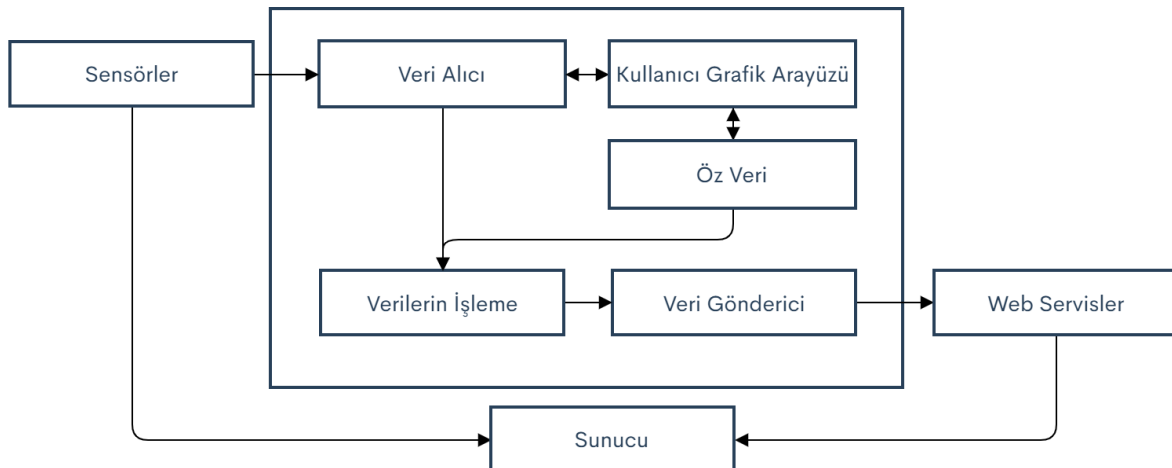 Sensörler
Veri Alıcı
Kullanıcı Grafik Arayüzü
Öz Veri
Verilerin İşleme
Veri Gönderici
Web Servisler
Sunucu